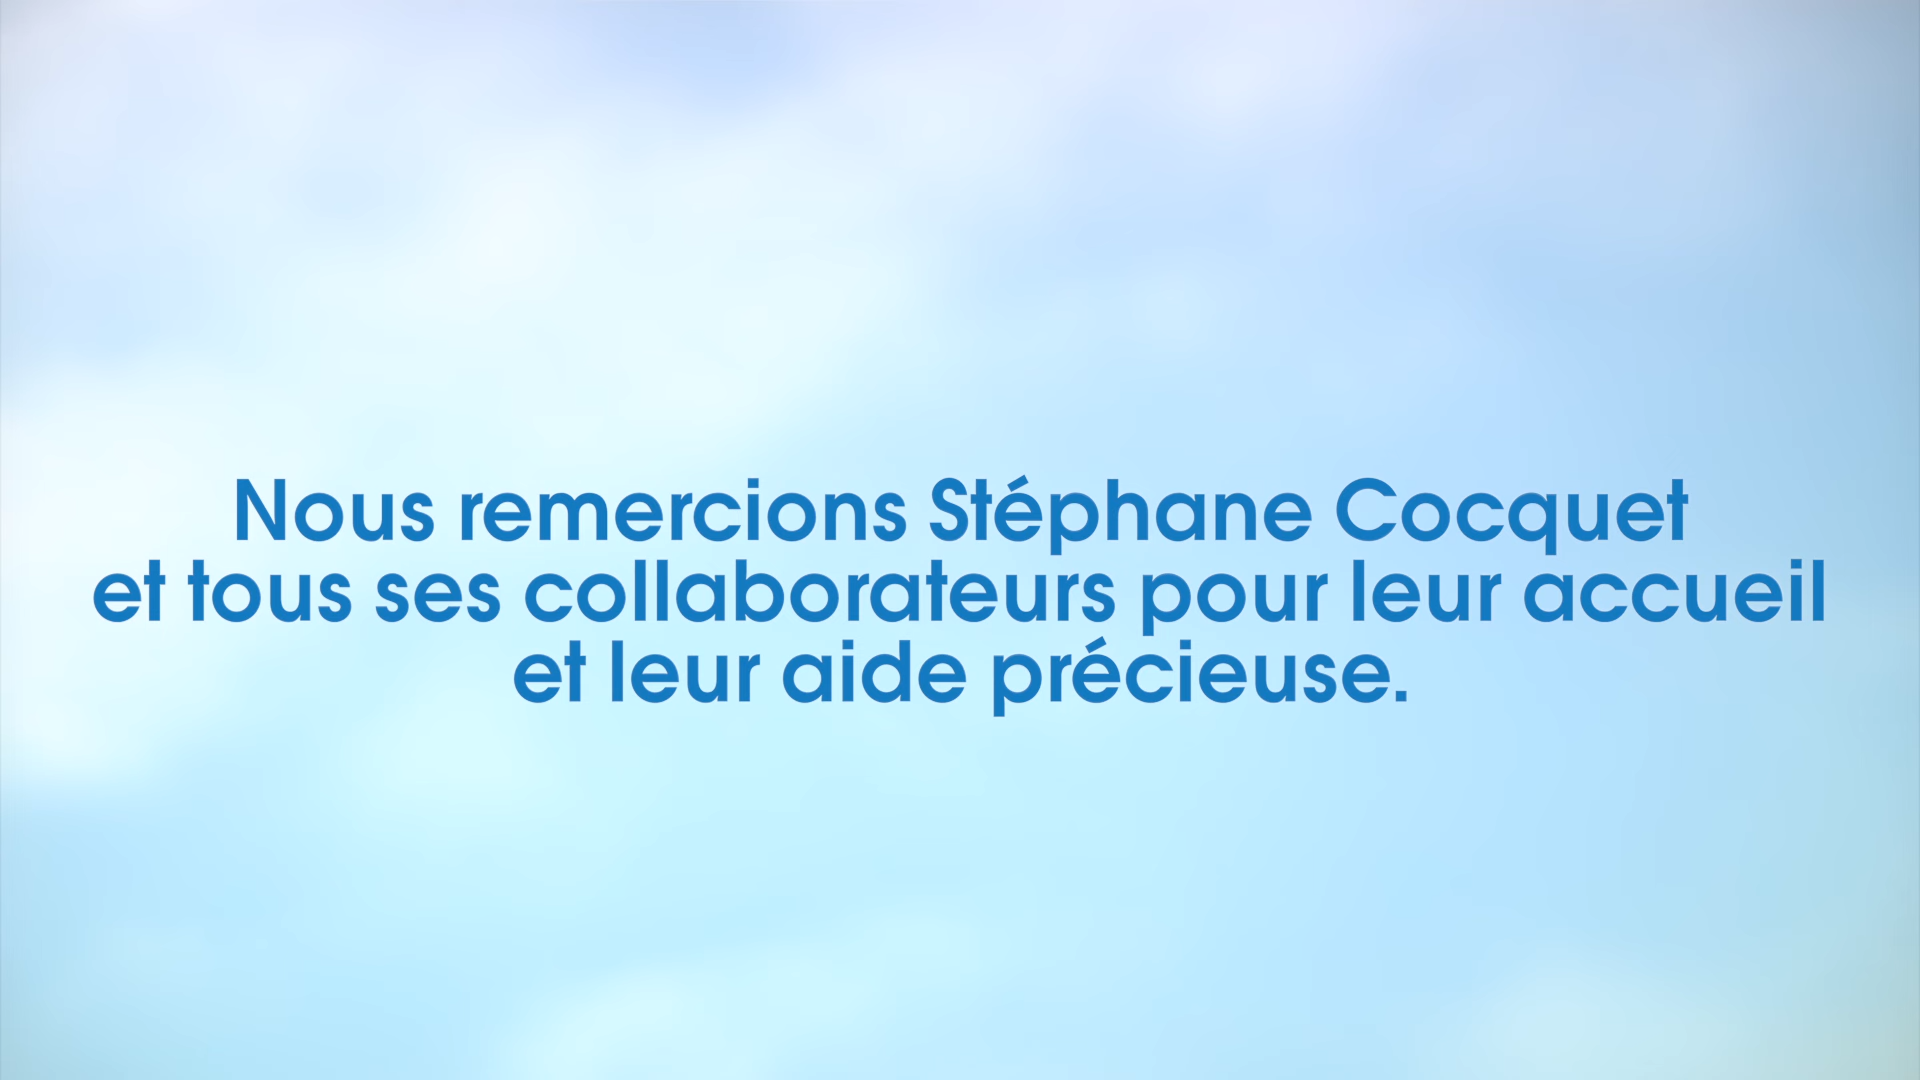 Nous remercions Stéphane Cocquet
et tous ses collaborateurs pour leur accueil
et leur aide précieuse.